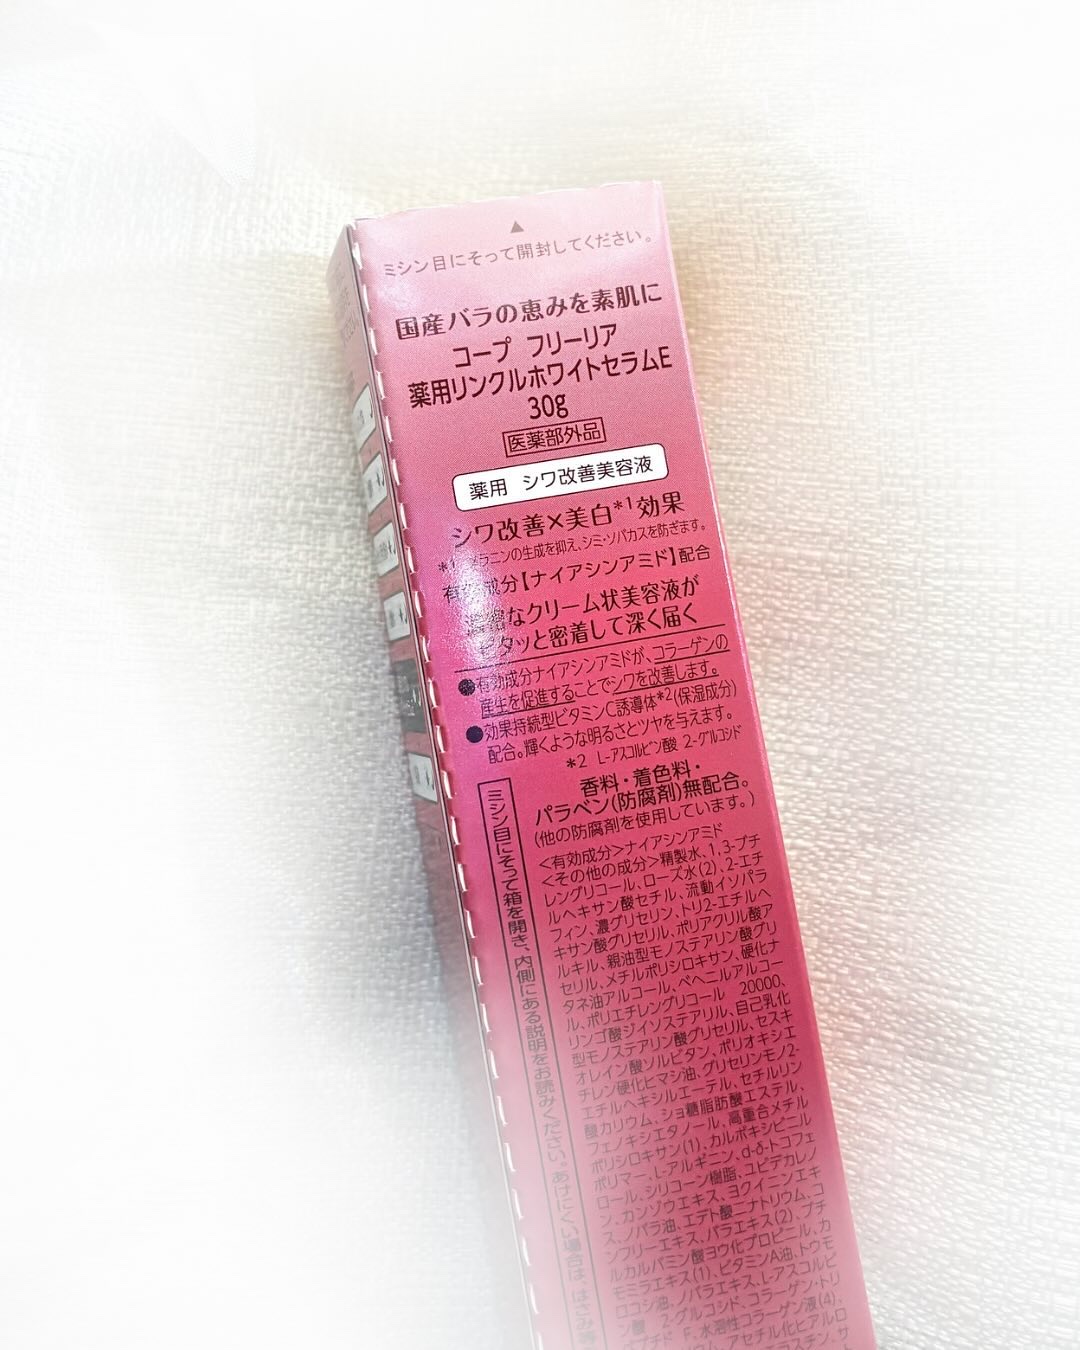 ミシン目にそって開封してください。
国産バラの恵みを素肌に
コープ フリーリア
薬用リンクルホワイトセラムE
30g
医薬部外品
薬用 シワ改善美容液
シワ改善×美白*1効果
*1 メラニンの生成を抑え、シミ・ソバカスを防ぎます。
有効成分【ナイアシンアミド】配合
濃密なクリーム状美容液が
ピタッと密着して深く届く
●有効成分ナイアシンアミドが、コラーゲンの
産生を促進することでシワを改善します。
●効果持続型ビタミンC誘導体*2(保湿成分)
配合。輝くような明るさとツヤを与えます。
*2 L-アスコルビン酸 2-グルコシド
香料・着色料・
パラベン(防腐剤)無配合。
(他の防腐剤を使用しています。)
<有効成分>ナイアシンアミド
<その他の成分>精製水、1,3-ブチ
レングリコール、ローズ水(2)、2-エチ
ルヘキサン酸セチル、流動イソパラ
フィン、濃グリセリン、トリ2-エチルヘ
キサン酸グリセリル、ポリアクリル酸ア
ルキル、親油型モノステアリン酸グリ
セリル、メチルポリシロキサン、硬化ナ
タネ油アルコール、ベヘニルアルコー
ル、ポリエチレングリコール 20000、
リンゴ酸ジイソステアリル、自己乳化
型モノステアリン酸グリセリル、セスキ
オレイン酸ソルビタン、ポリオキシエ
チレン硬化ヒマシ油、グリセリンモノ2-
エチルヘキシルエーテル、セチルリン
酸カリウム、ショ糖脂肪酸エステル、
フェノキシエタノール、高重合メチル
ポリシロキサン(1)、カルボキシビニル
ポリマー、L-アルギニン、d-δ-トコフェ
ロール、シリコーン樹脂、ユビデカレノ
ン、カンゾウエキス、ヨクイニンエキ
ス、ノバラ油、エデト酸二ナトリウム、コ
ンフリーエキス、バラエキス(2)、ブチ
ルカルバミン酸ヨウ化プロピニル、カ
モミラエキス(1)、ビタミンA油、トウモ
ロコシ油、ノバラエキス、L-アスコルビ
ン酸 2-グルコシド、コラーゲン・トリ
ペプチド F、水溶性コラーゲン液(4)、
アセチル化ヒアルロ
ミシン目にそって箱を開き、内側にある説明をお読みください。あけにくい場合は、はさみ等